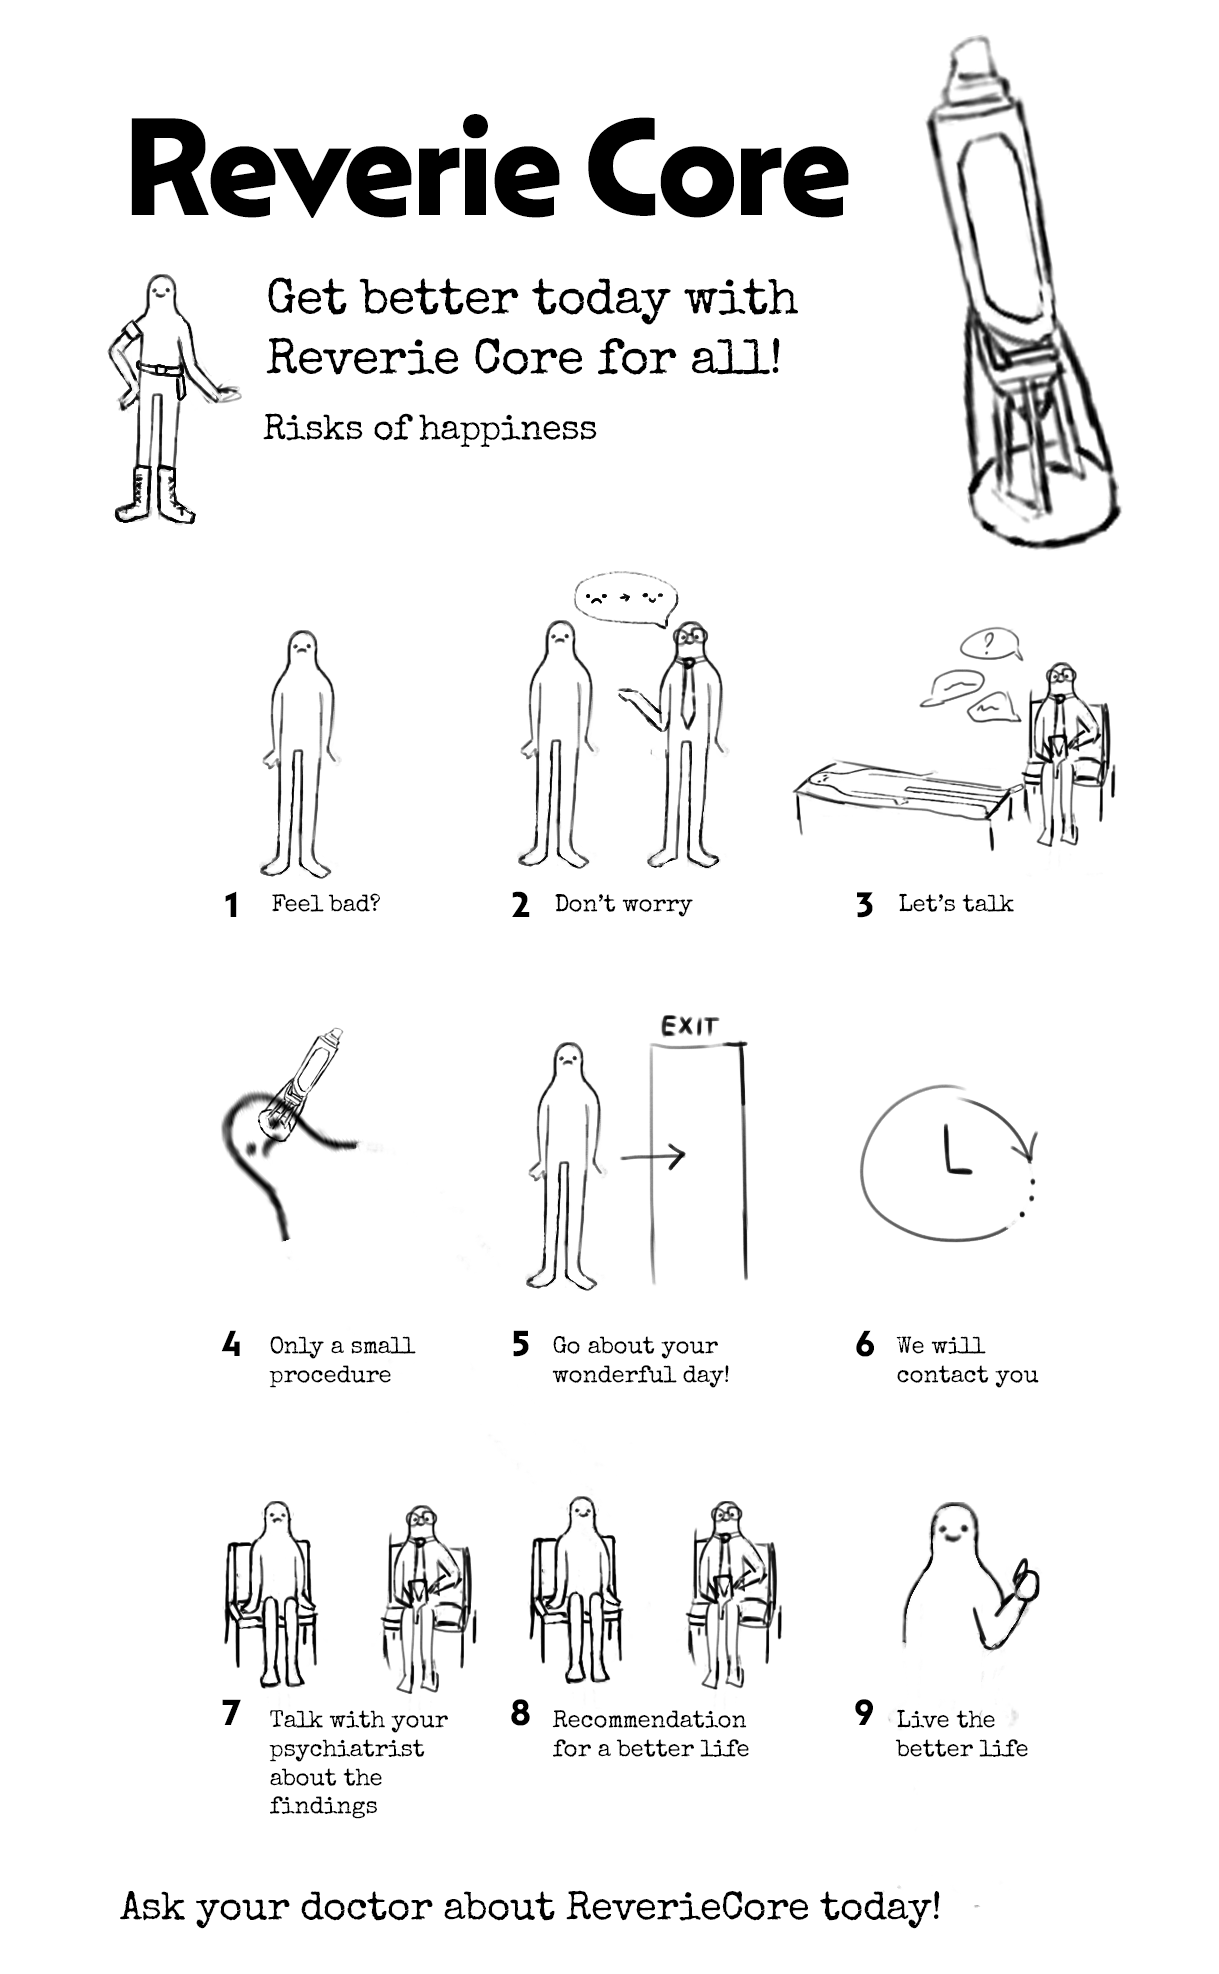 Reverie Core
Get better today with
Reverie Core for all!
Risks of happiness
?
1 Feel bad?
2 Don't worry
3 Let's talk
EXIT
4 Only a small
procedure
5 Go about your
wonderful day!
6 We will
contact you
7 Talk with your
psychiatrist
about the
findings
8 Recommendation
for a better life
9 Live the
better life
Ask your doctor about ReverieCore today!